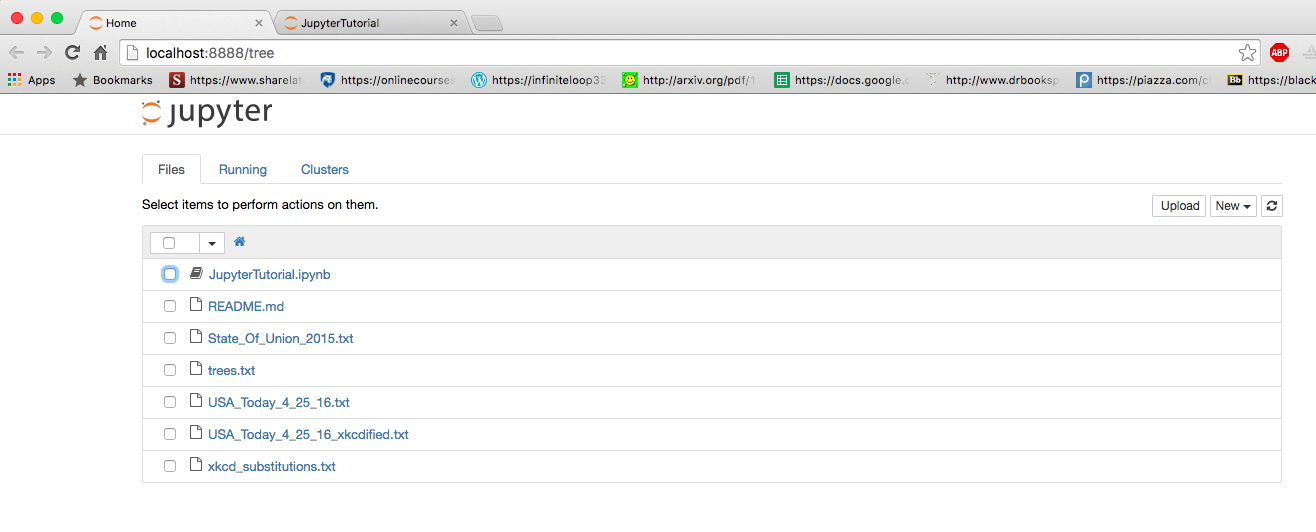 Home JupyterTutorial
localhost:8888/tree ABP
Apps Bookmarks S https://www.sharelat https://onlinecourses https://infiniteloop33 http://arxiv.org/pdf/1 https://docs.google.c http://www.drbooksp https://piazza.com/c Bb https://black
jupyter
Files Running Clusters
Select items to perform actions on them. Upload New
JupyterTutorial.ipynb
README.md
State_Of_Union_2015.txt
trees.txt
USA_Today_4_25_16.txt
USA_Today_4_25_16_xkcdified.txt
xkcd_substitutions.txt